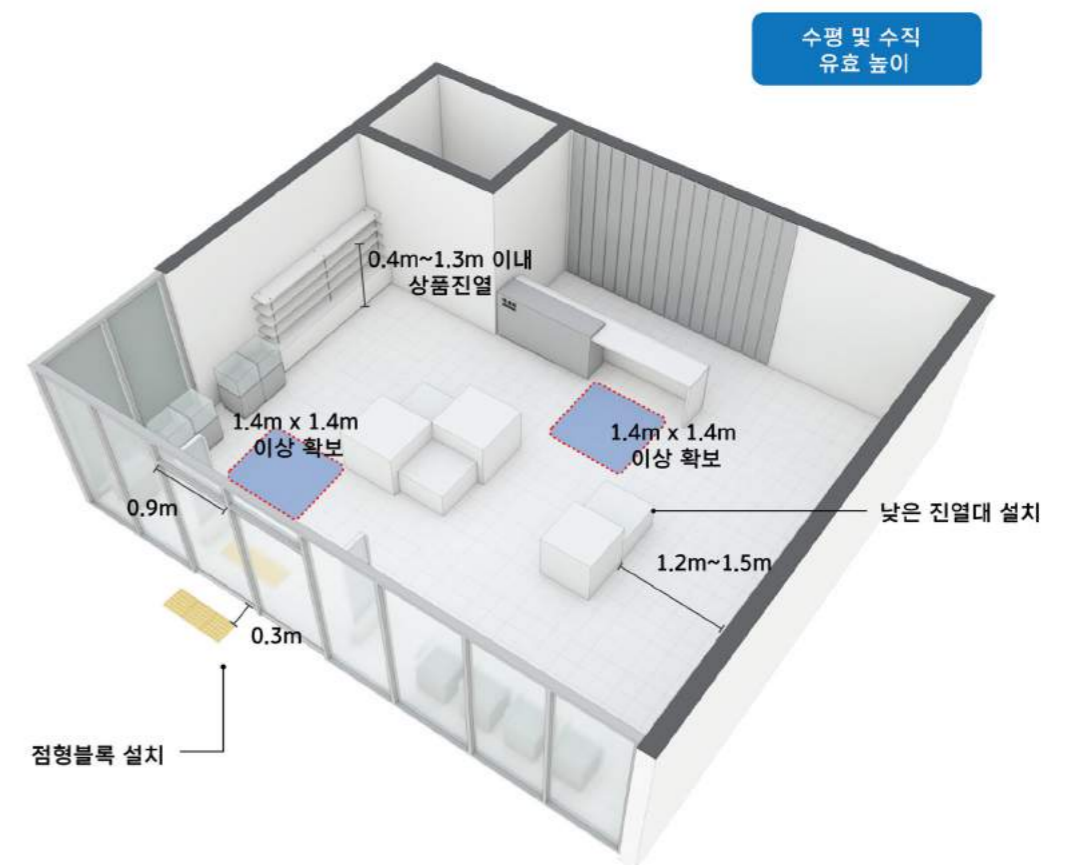 수평 및 수직
유효 높이
0.4m~1.3m 이내
상품진열
1.4m x 1.4m
이상 확보
1.4m x 1.4m
이상 확보
0.9m
낮은 진열대 설치
1.2m~1.5m
0.3m
점형블록 설치